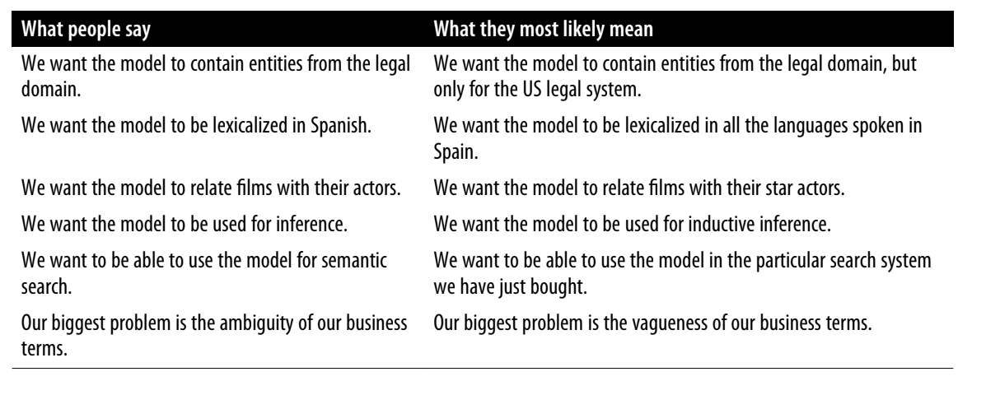 What people say
What they most likely mean
We want the model to contain entities from the legal
domain.
We want the model to contain entities from the legal domain, but
only for the US legal system.
We want the model to be lexicalized in Spanish.
We want the model to be lexicalized in all the languages spoken in
Spain.
We want the model to relate films with their actors.
We want the model to relate films with their star actors.
We want the model to be used for inference.
We want the model to be used for inductive inference.
We want to be able to use the model for semantic
search.
We want to be able to use the model in the particular search system
we have just bought.
Our biggest problem is the ambiguity of our business
terms.
Our biggest problem is the vagueness of our business terms.